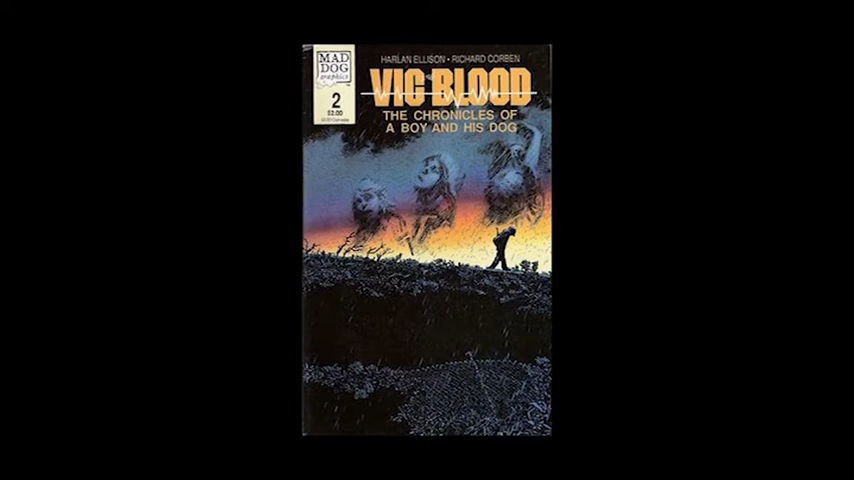 MAD
DOG
graphics
2
$2.00
HARLAN ELLISON • RICHARD CORBEN
VIC AND BLOOD
THE CHRONICLES OF
A BOY AND HIS DOG